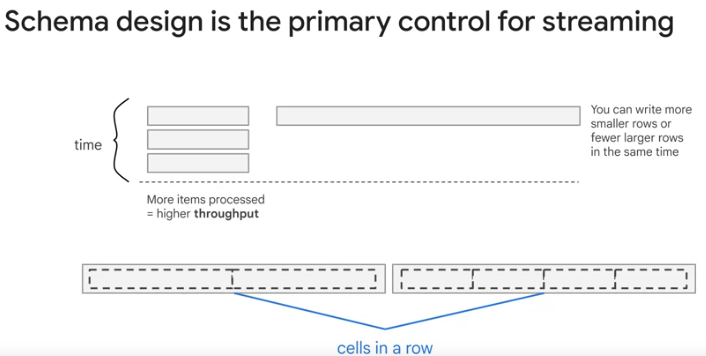 Schema design is the primary control for streaming
time
You can write more
smaller rows or
fewer larger rows
in the same time
More items processed
= higher throughput
cells in a row